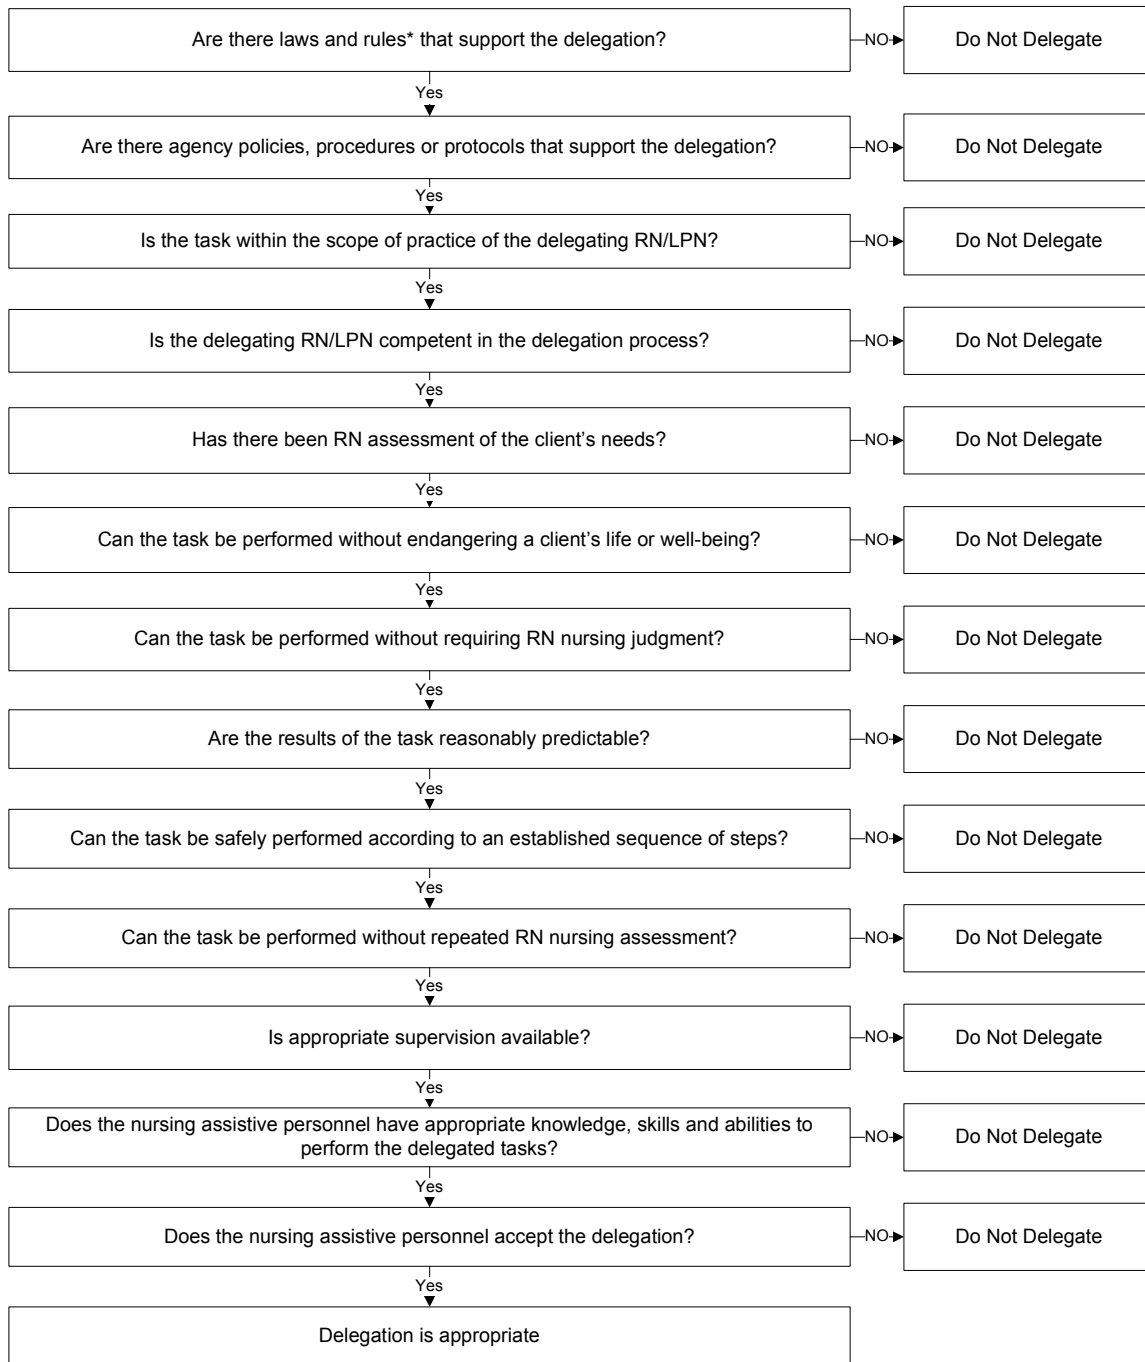 Are there laws and rules* that support the delegation?
NO
Do Not Delegate
Yes
Are there agency policies, procedures or protocols that support the delegation?
NO
Do Not Delegate
Yes
Is the task within the scope of practice of the delegating RN/LPN?
NO
Do Not Delegate
Yes
Is the delegating RN/LPN competent in the delegation process?
NO
Do Not Delegate
Yes
Has there been RN assessment of the client's needs?
NO
Do Not Delegate
Yes
Can the task be performed without endangering a client's life or well-being?
NO
Do Not Delegate
Yes
Can the task be performed without requiring RN nursing judgment?
NO
Do Not Delegate
Yes
Are the results of the task reasonably predictable?
NO
Do Not Delegate
Yes
Can the task be safely performed according to an established sequence of steps?
NO
Do Not Delegate
Yes
Can the task be performed without repeated RN nursing assessment?
NO
Do Not Delegate
Yes
Is appropriate supervision available?
NO
Do Not Delegate
Yes
Does the nursing assistive personnel have appropriate knowledge, skills and abilities to
perform the delegated tasks?
NO
Do Not Delegate
Yes
Does the nursing assistive personnel accept the delegation?
NO
Do Not Delegate
Yes
Delegation is appropriate